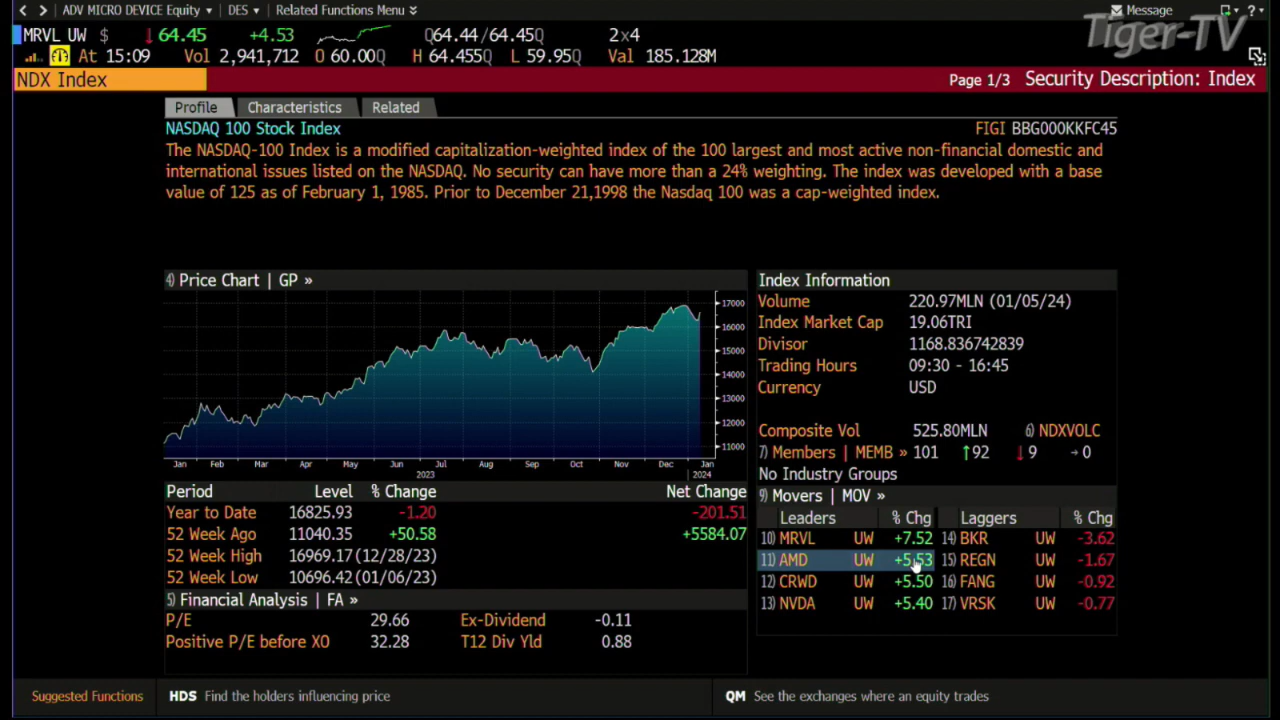 ADV MICRO DEVICE Equity DES Related Functions Menu Message ?
Tiger-TV
MRVL UW $ ↓64.45 +4.53 Q64.44/64.45Q 2×4
At 15:09 Vol 2,941,712 O 60.00Q H 64.455Q L 59.95Q Val 185.128M
NDX Index Page 1/3 Security Description: Index
Profile Characteristics Related
NASDAQ 100 Stock Index FIGI BBG000KKFC45
The NASDAQ-100 Index is a modified capitalization-weighted index of the 100 largest and most active non-financial domestic and
international issues listed on the NASDAQ. No security can have more than a 24% weighting. The index was developed with a base
value of 125 as of February 1, 1985. Prior to December 21,1998 the Nasdaq 100 was a cap-weighted index.
4) Price Chart | GP »
17000
16000
15000
14000
13000
12000
11000
Jan Feb Mar Apr May Jun Jul Aug Sep Oct Nov Dec Jan
2023 2024
Index Information
Volume 220.97MLN (01/05/24)
Index Market Cap 19.06TRI
Divisor 1168.836742839
Trading Hours 09:30 - 16:45
Currency USD
Composite Vol 525.80MLN 6) NDXVOLC
7) Members | MEMB » 101 ↑92 ↓9 →0
No Industry Groups
Period Level % Change Net Change
Year to Date 16825.93 -1.20 -201.51
52 Week Ago 11040.35 +50.58 +5584.07
52 Week High 16969.17 (12/28/23)
52 Week Low 10696.42 (01/06/23)
9) Movers | MOV »
Leaders % Chg Laggers % Chg
10) MRVL UW +7.52 14) BKR UW -3.62
11) AMD UW +5.53 15) REGN UW -1.67
12) CRWD UW +5.50 16) FANG UW -0.92
13) NVDA UW +5.40 17) VRSK UW -0.77
5) Financial Analysis | FA »
P/E 29.66 Ex-Dividend -0.11
Positive P/E before XO 32.28 T12 Div Yld 0.88
Suggested Functions HDS Find the holders influencing price QM See the exchanges where an equity trades